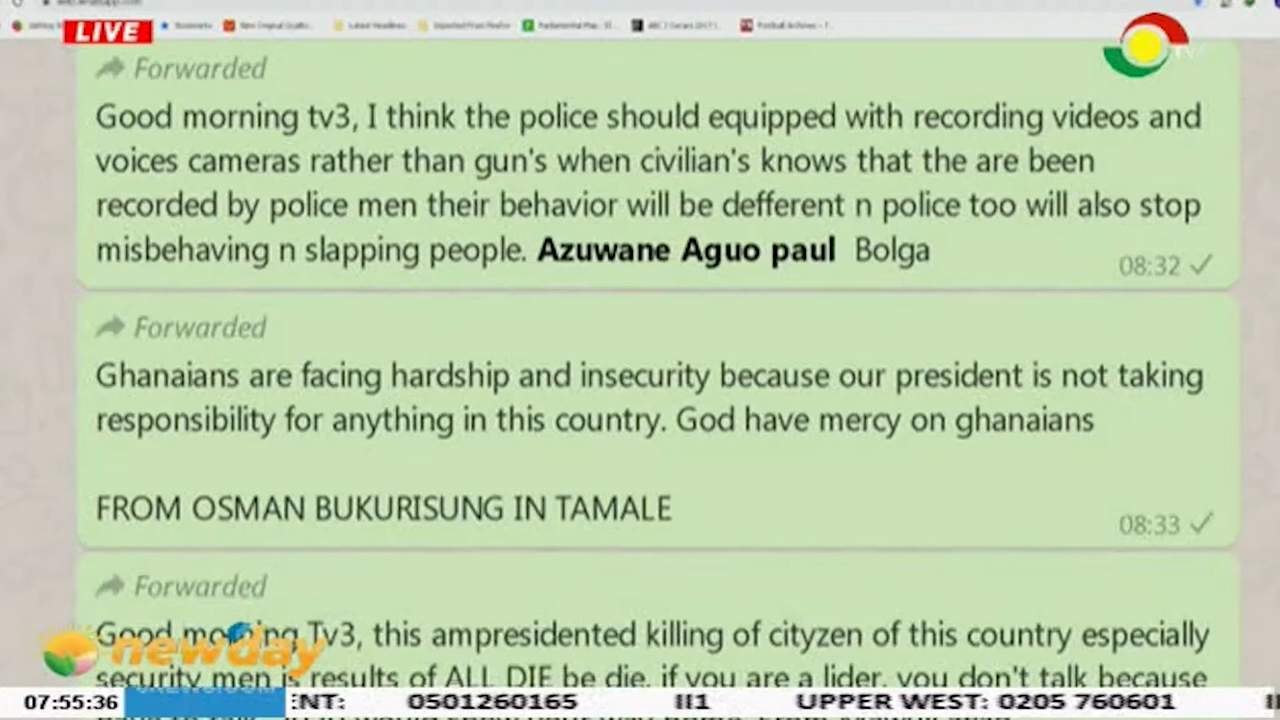 LIVE
Forwarded
Good morning tv3, I think the police should equipped with recording videos and
voices cameras rather than gun's when civilian's knows that the are been
recorded by police men their behavior will be defferent n police too will also stop
misbehaving n slapping people. Azuwane Aguo paul Bolga
08:32
Forwarded
Ghanaians are facing hardship and insecurity because our president is not taking
responsibility for anything in this country. God have mercy on ghanaians
FROM OSMAN BUKURISUNG IN TAMALE
08:33
Forwarded
Good morning Tv3, this ampresidented killing of cityzen of this country especially
security men is results of ALL DIE be die. if you are a lider, you don't talk because
newday
07:55:36
ENT: 0501260165 UPPER WEST: 0205 760601